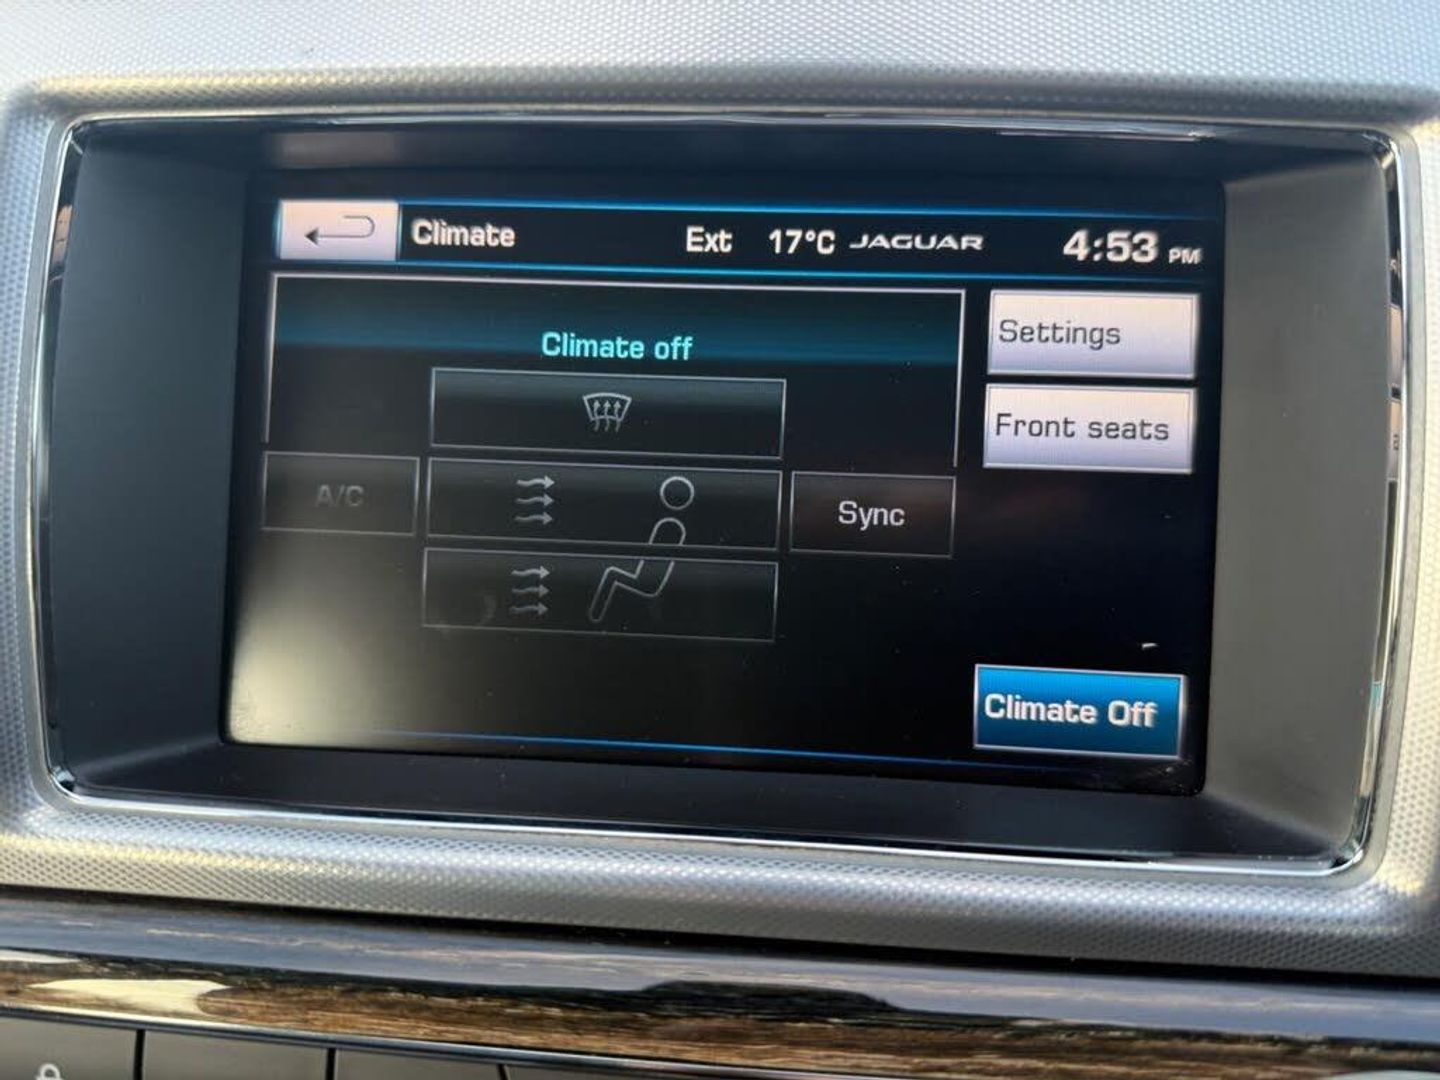 Climate Ext 17°C JAGUAR 4:53 PM
Climate off
Settings
Front seats
A/C
Sync
Climate Off